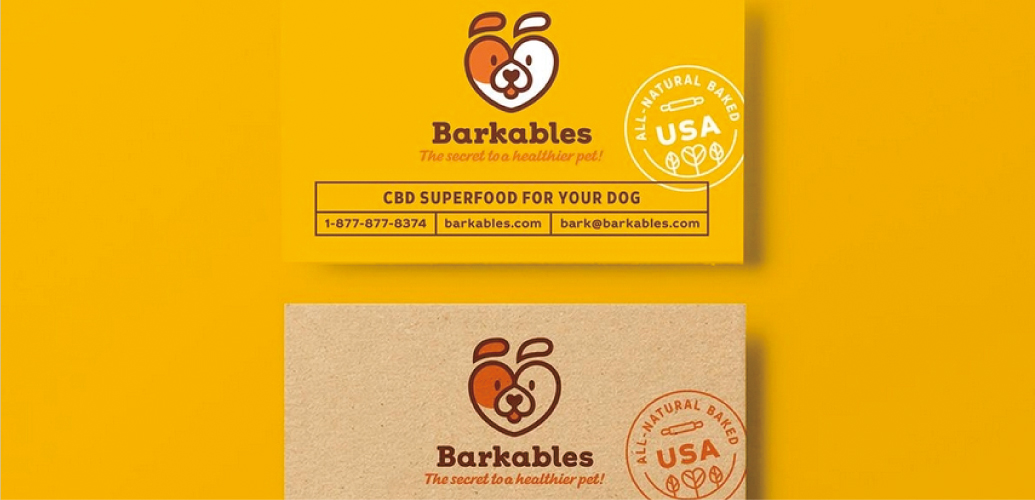 Barkables
The secret to a healthier pet!
ALL-NATURAL BAKED
USA
CBD SUPERFOOD FOR YOUR DOG
1-877-877-8374 barkables.com bark@barkables.com
Barkables
The secret to a healthier pet!
ALL-NATURAL BAKED
USA